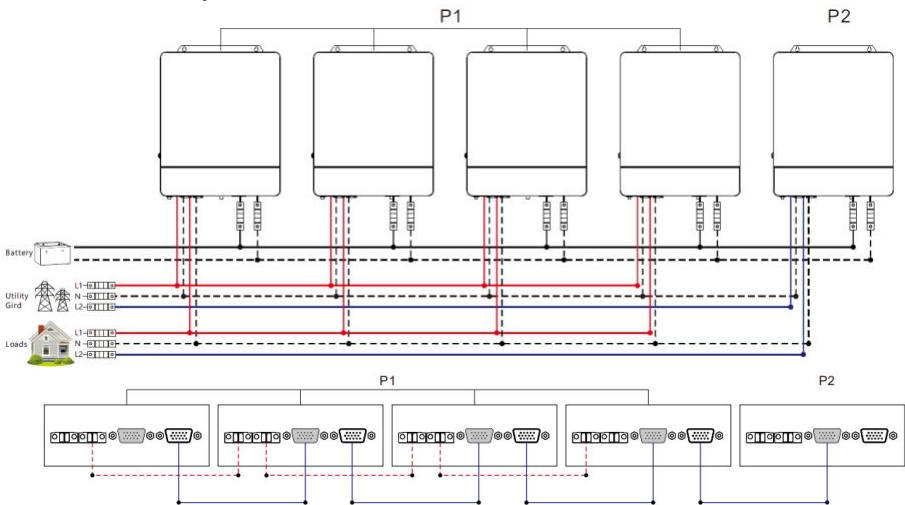 P1 P2
Battery
L1
Utility N
Gird L2
L1
Loads N
L2
P1 P2